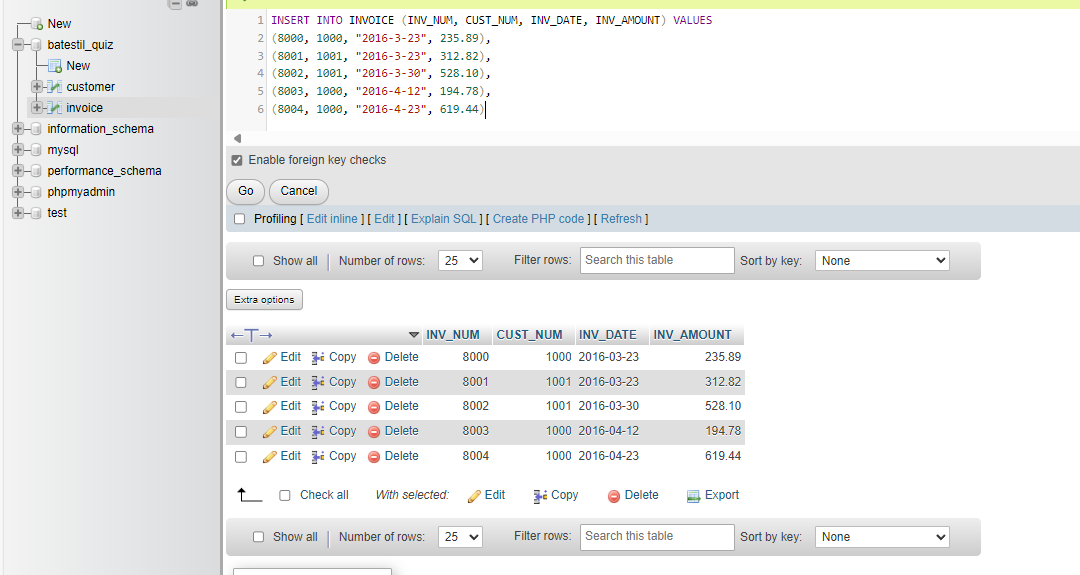 New
batestil_quiz
New
customer
invoice
information_schema
mysql
performance_schema
phpmyadmin
test
1 INSERT INTO INVOICE (INV_NUM, CUST_NUM, INV_DATE, INV_AMOUNT) VALUES
2 (8000, 1000, "2016-3-23", 235.89),
3 (8001, 1001, "2016-3-23", 312.82),
4 (8002, 1001, "2016-3-30", 528.10),
5 (8003, 1000, "2016-4-12", 194.78),
6 (8004, 1000, "2016-4-23", 619.44)
Enable foreign key checks
Go Cancel
Profiling [ Edit inline ] [ Edit ] [ Explain SQL ] [ Create PHP code ] [ Refresh ]
Show all Number of rows: 25 Filter rows: Search this table Sort by key: None
Extra options
←T→ INV_NUM CUST_NUM INV_DATE INV_AMOUNT
Edit Copy Delete 8000 1000 2016-03-23 235.89
Edit Copy Delete 8001 1001 2016-03-23 312.82
Edit Copy Delete 8002 1001 2016-03-30 528.10
Edit Copy Delete 8003 1000 2016-04-12 194.78
Edit Copy Delete 8004 1000 2016-04-23 619.44
Check all With selected: Edit Copy Delete Export
Show all Number of rows: 25 Filter rows: Search this table Sort by key: None